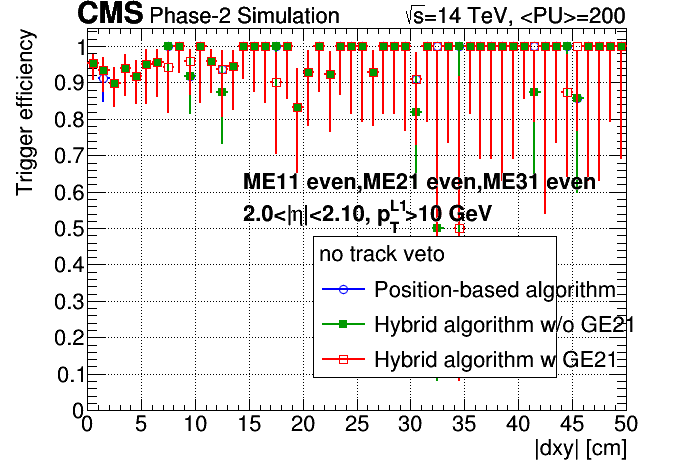 CMS Phase-2 Simulation √s=14 TeV, <PU>=200
Trigger efficiency
1
0.9
0.8
0.7
0.6
0.5
0.4
0.3
0.2
0.1
0
ME11 even,ME21 even,ME31 even
2.0<|η|<2.10, p_T^L1>10 GeV
no track veto
Position-based algorithm
Hybrid algorithm w/o GE21
Hybrid algorithm w GE21
0 5 10 15 20 25 30 35 40 45 50
|dxy| [cm]